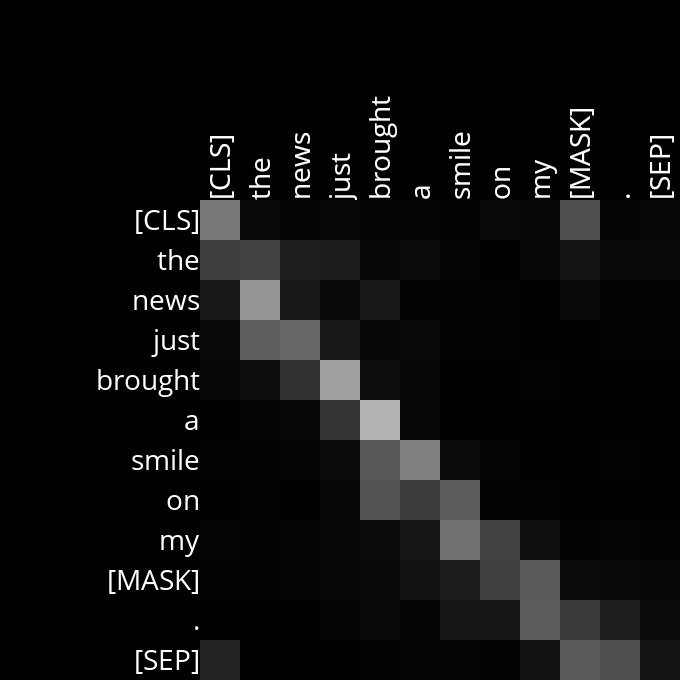 [CLS] the news just brought a smile on my [MASK] . [SEP]
[CLS]
the
news
just
brought
a
smile
on
my
[MASK]
.
[SEP]